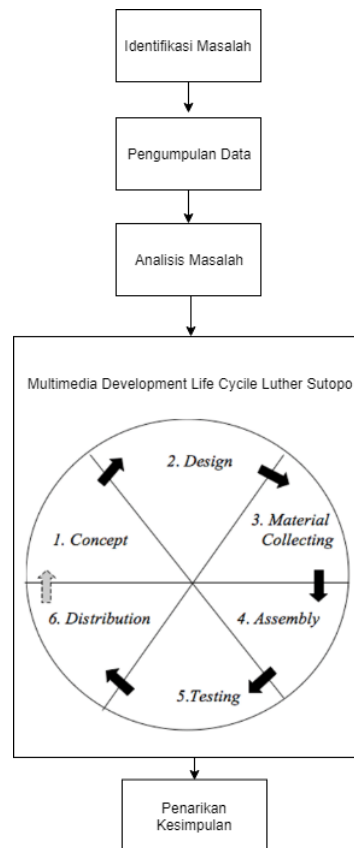 Identifikasi Masalah
Pengumpulan Data
Analisis Masalah
Multimedia Development Life Cycile Luther Sutopo
2. Design
3. Material
Collecting
1. Concept
6. Distribution
4. Assembly
5.Testing
Penarikan
Kesimpulan